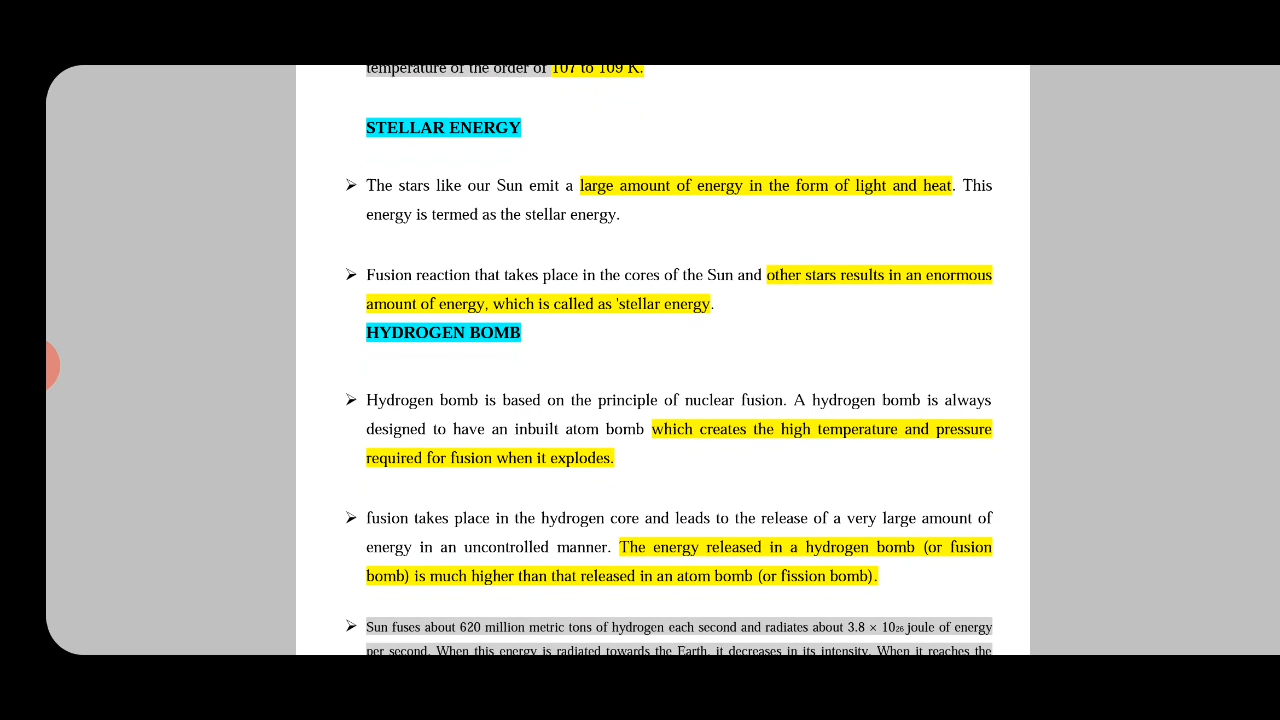 temperature of the order of 107 to 109 K.
STELLAR ENERGY
➢ The stars like our Sun emit a large amount of energy in the form of light and heat. This
energy is termed as the stellar energy.
➢ Fusion reaction that takes place in the cores of the Sun and other stars results in an enormous
amount of energy, which is called as 'stellar energy.
HYDROGEN BOMB
➢ Hydrogen bomb is based on the principle of nuclear fusion. A hydrogen bomb is always
designed to have an inbuilt atom bomb which creates the high temperature and pressure
required for fusion when it explodes.
➢ fusion takes place in the hydrogen core and leads to the release of a very large amount of
energy in an uncontrolled manner. The energy released in a hydrogen bomb (or fusion
bomb) is much higher than that released in an atom bomb (or fission bomb).
➢ Sun fuses about 620 million metric tons of hydrogen each second and radiates about 3.8 × 10₂₆ joule of energy
per second. When this energy is radiated towards the Earth, it decreases in its intensity. When it reaches the